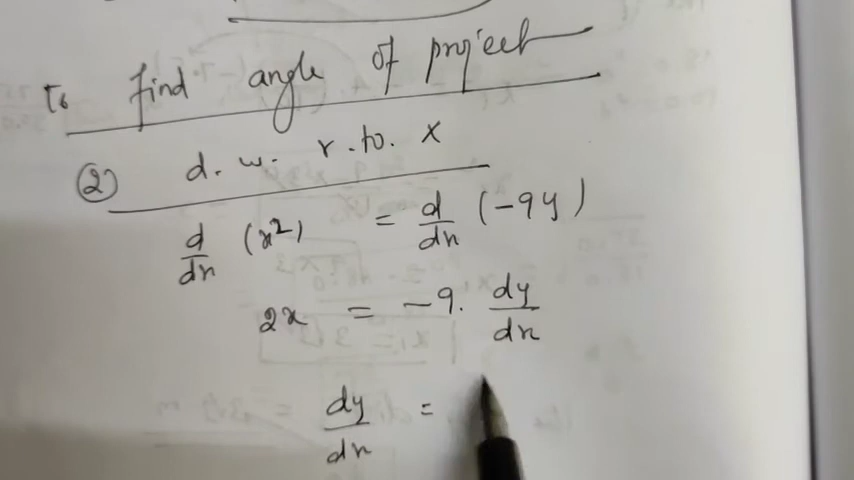 To find angle of project
② d. w. r. to. x
d/dx (x²) = d/dx (-9y)
2x = -9. dy/dx
dy/dx =